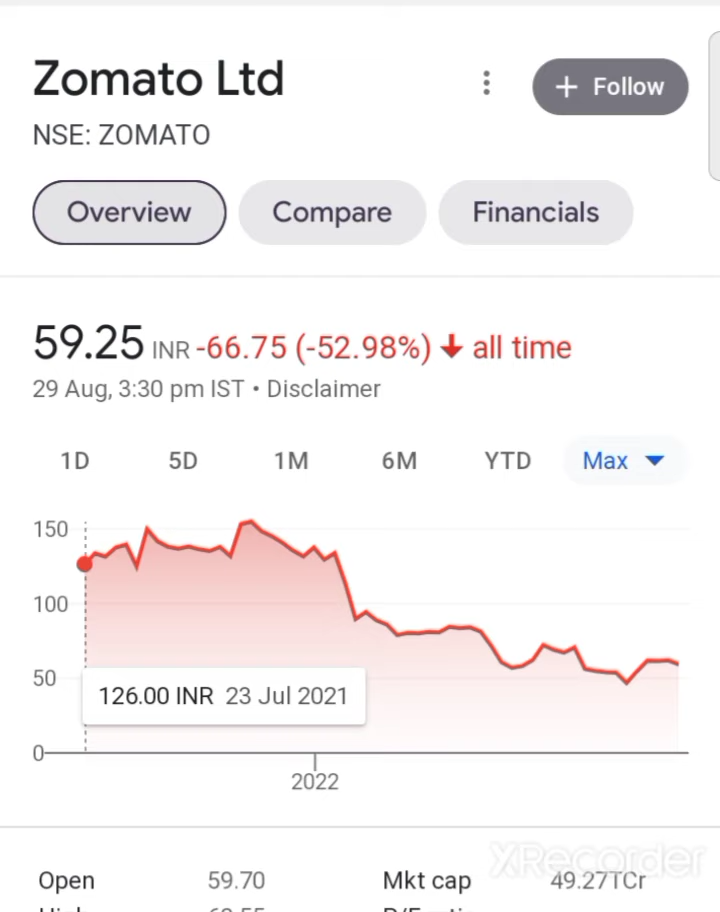 Zomato Ltd
+ Follow
NSE: ZOMATO
Overview Compare Financials
59.25 INR -66.75 (-52.98%) ↓ all time
29 Aug, 3:30 pm IST • Disclaimer
1D 5D 1M 6M YTD Max
150
100
50
126.00 INR 23 Jul 2021
0
2022
XRecorder
Open 59.70 Mkt cap 49.27TCr